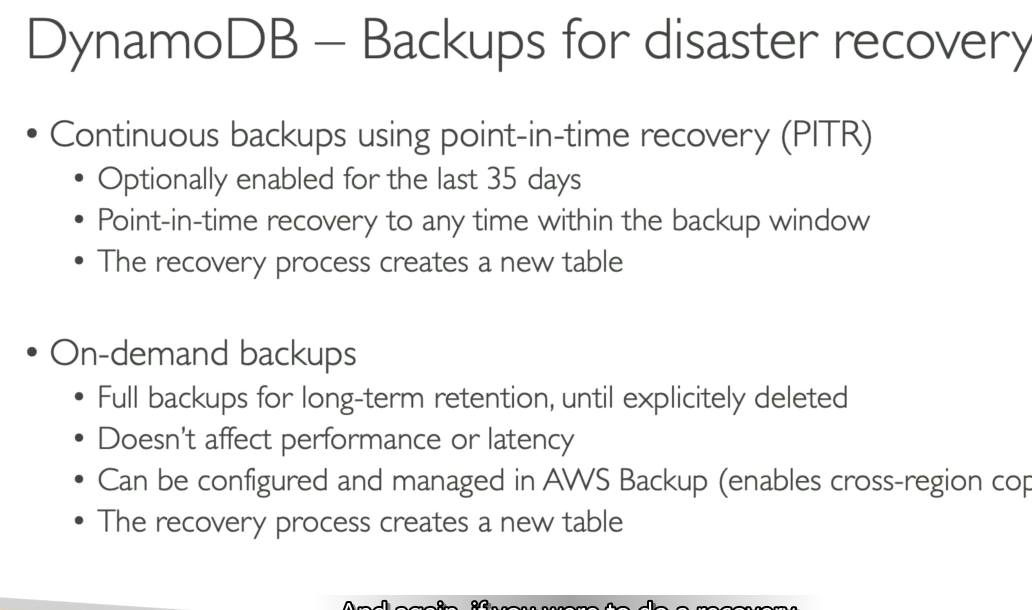 DynamoDB – Backups for disaster recovery
• Continuous backups using point-in-time recovery (PITR)
• Optionally enabled for the last 35 days
• Point-in-time recovery to any time within the backup window
• The recovery process creates a new table
• On-demand backups
• Full backups for long-term retention, until explicitely deleted
• Doesn't affect performance or latency
• Can be configured and managed in AWS Backup (enables cross-region cop
• The recovery process creates a new table
And again, if you were to do a recovery,